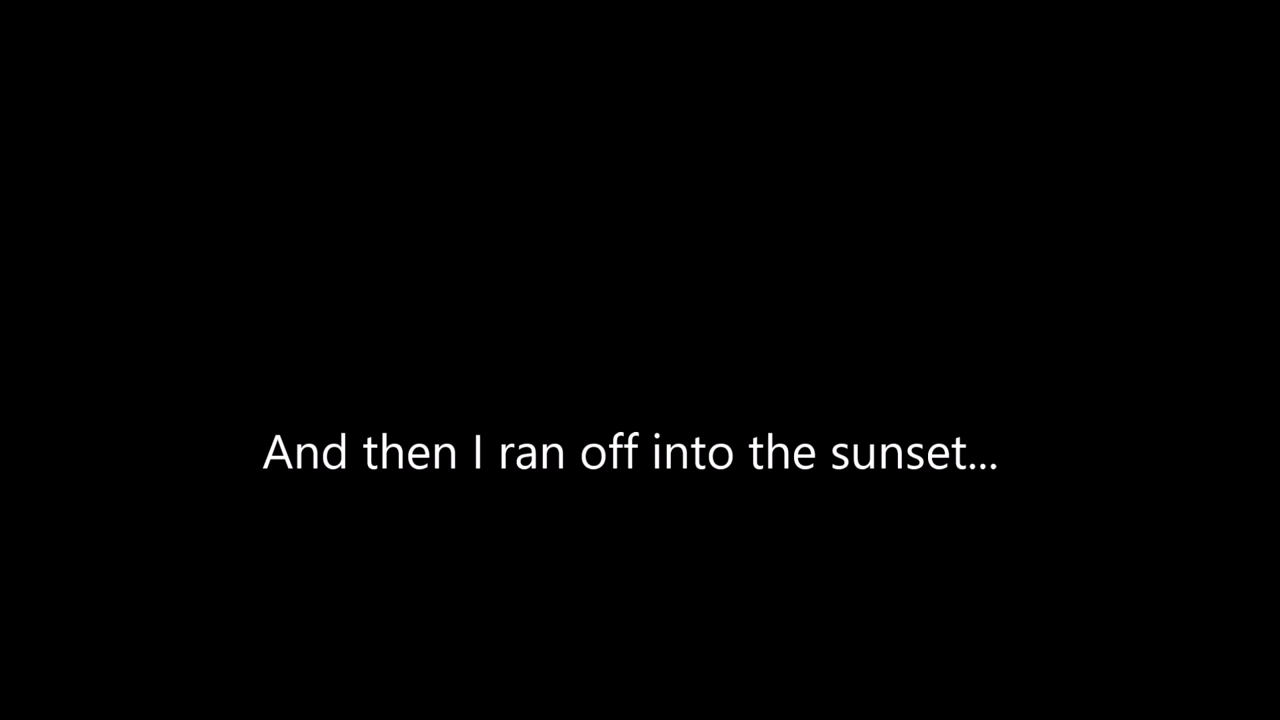 And then I ran off into the sunset...